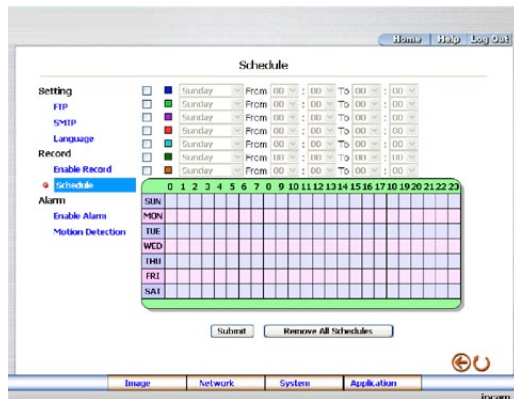 Home Help Log Out
Schedule
Setting
FTP
SMTP
Language
Record
Enable Record
Schedule
Alarm
Enable Alarm
Motion Detection
Sunday From 00 : 00 To 00 : 00
Sunday From 00 : 00 To 00 : 00
Sunday From 00 : 00 To 00 : 00
Sunday From 00 : 00 To 00 : 00
Sunday From 00 : 00 To 00 : 00
Sunday From 00 : 00 To 00 : 00
Sunday From 00 : 00 To 00 : 00
0 1 2 3 4 5 6 7 8 9 10 11 12 13 14 15 16 17 18 19 20 21 22 23
SUN
MON
TUE
WED
THU
FRI
SAT
Submit Remove All Schedules
Image Network System Application
ipcam